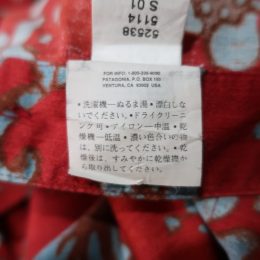 52538
5114
S 01
FOR INFO. 1-800-336-9090
PATAGONIA, P.O. BOX 150
VENTURA, CA 93002 USA
・洗濯機―ぬるま湯・漂白しな
いでください。・ドライクリーニ
ング可・アイロン―中温・乾
燥機―低温・濃い色合いの物
は、別に洗ってください。・乾
燥後は、すみやかに乾燥機か
ら取り出してください。